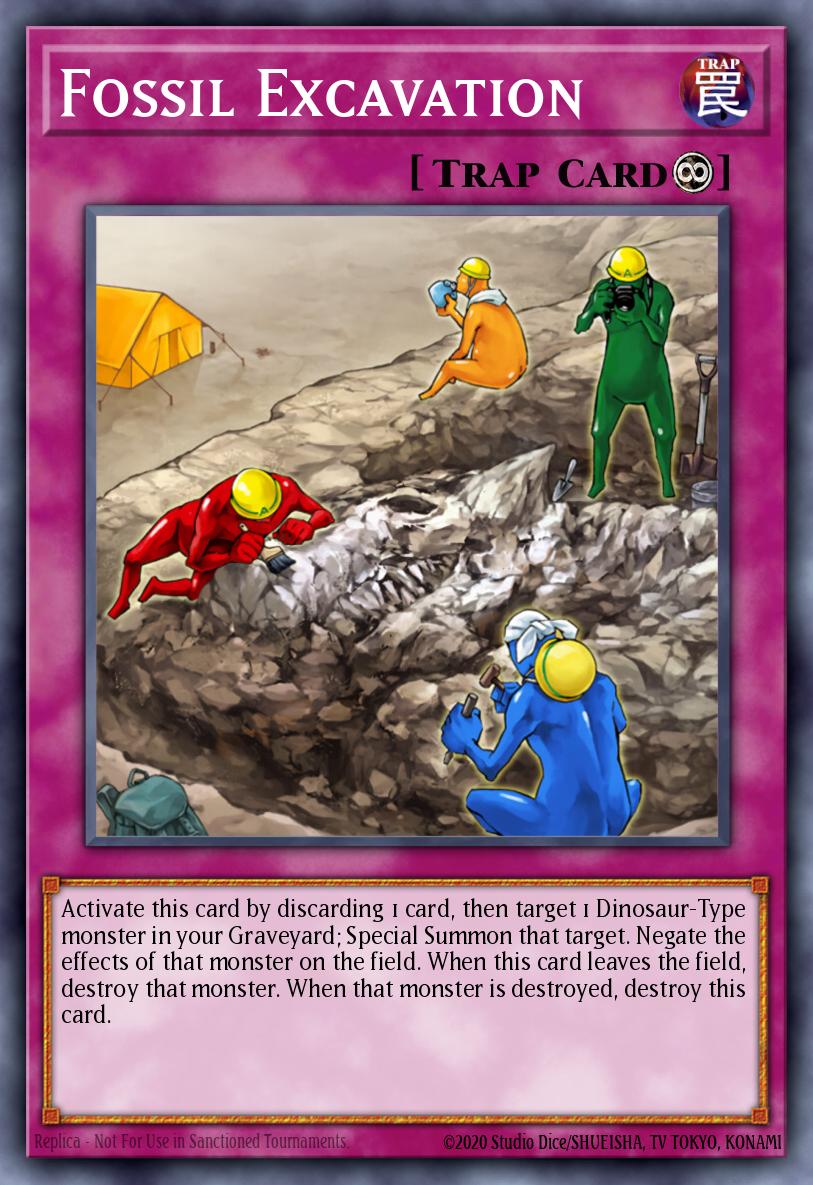 Fossil Excavation
TRAP
罠
[ Trap Card ]
A
A
Activate this card by discarding 1 card, then target 1 Dinosaur-Type
monster in your Graveyard; Special Summon that target. Negate the
effects of that monster on the field. When this card leaves the field,
destroy that monster. When that monster is destroyed, destroy this
card.
Replica - Not For Use in Sanctioned Tournaments.
©2020 Studio Dice/SHUEISHA, TV TOKYO, KONAMI